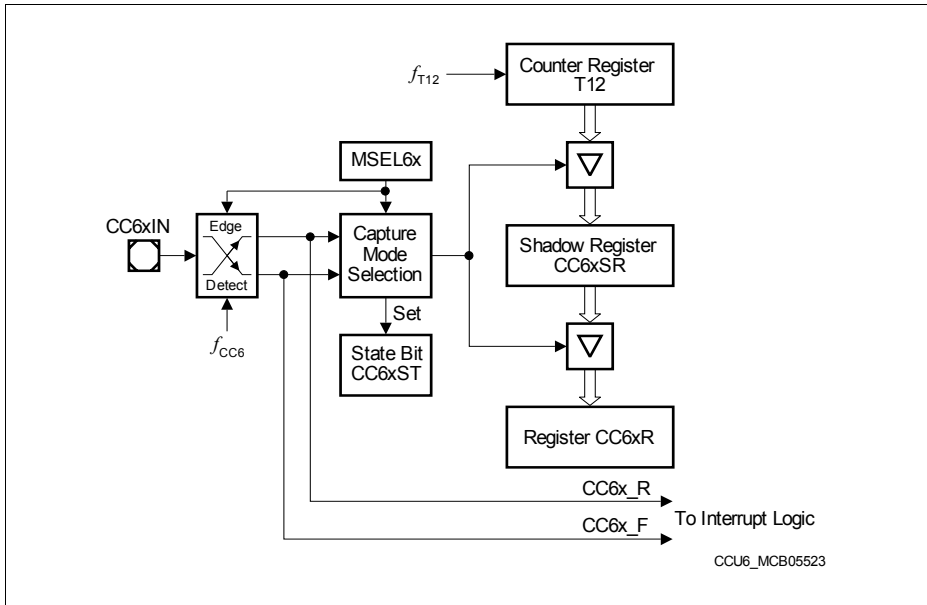 fT12
Counter Register
T12
MSEL6x
CC6xIN
Edge
Detect
Capture
Mode
Selection
Shadow Register
CC6xSR
Set
fCC6
State Bit
CC6xST
Register CC6xR
CC6x_R
To Interrupt Logic
CC6x_F
CCU6_MCB05523